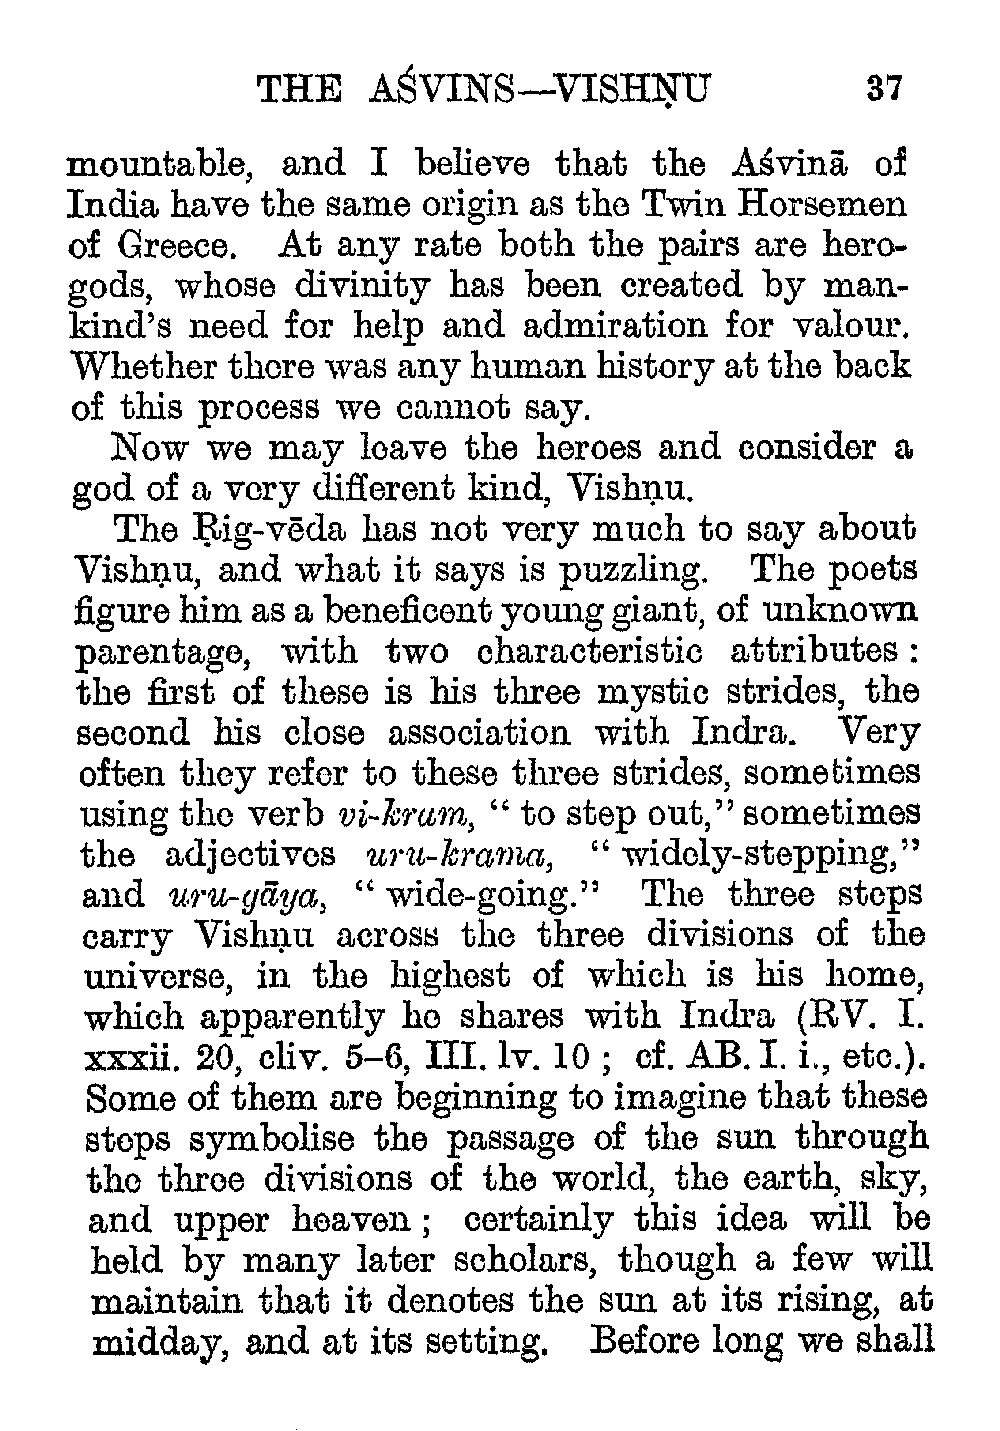 THE AŚVINS—VISHṆU 37
mountable, and I believe that the Aśvinā of
India have the same origin as the Twin Horsemen
of Greece. At any rate both the pairs are hero-
gods, whose divinity has been created by man-
kind's need for help and admiration for valour.
Whether there was any human history at the back
of this process we cannot say.
Now we may leave the heroes and consider a
god of a very different kind, Vishṇu.
The Ṛig-vēda has not very much to say about
Vishṇu, and what it says is puzzling. The poets
figure him as a beneficent young giant, of unknown
parentage, with two characteristic attributes :
the first of these is his three mystic strides, the
second his close association with Indra. Very
often they refer to these three strides, sometimes
using the verb vi-kram, “ to step out,” sometimes
the adjectives uru-krama, “ widely-stepping,”
and uru-gāya, “ wide-going.” The three steps
carry Vishṇu across the three divisions of the
universe, in the highest of which is his home,
which apparently he shares with Indra (RV. I.
xxxii. 20, cliv. 5–6, III. lv. 10 ; cf. AB. I. i., etc.).
Some of them are beginning to imagine that these
steps symbolise the passage of the sun through
the three divisions of the world, the earth, sky,
and upper heaven ; certainly this idea will be
held by many later scholars, though a few will
maintain that it denotes the sun at its rising, at
midday, and at its setting. Before long we shall